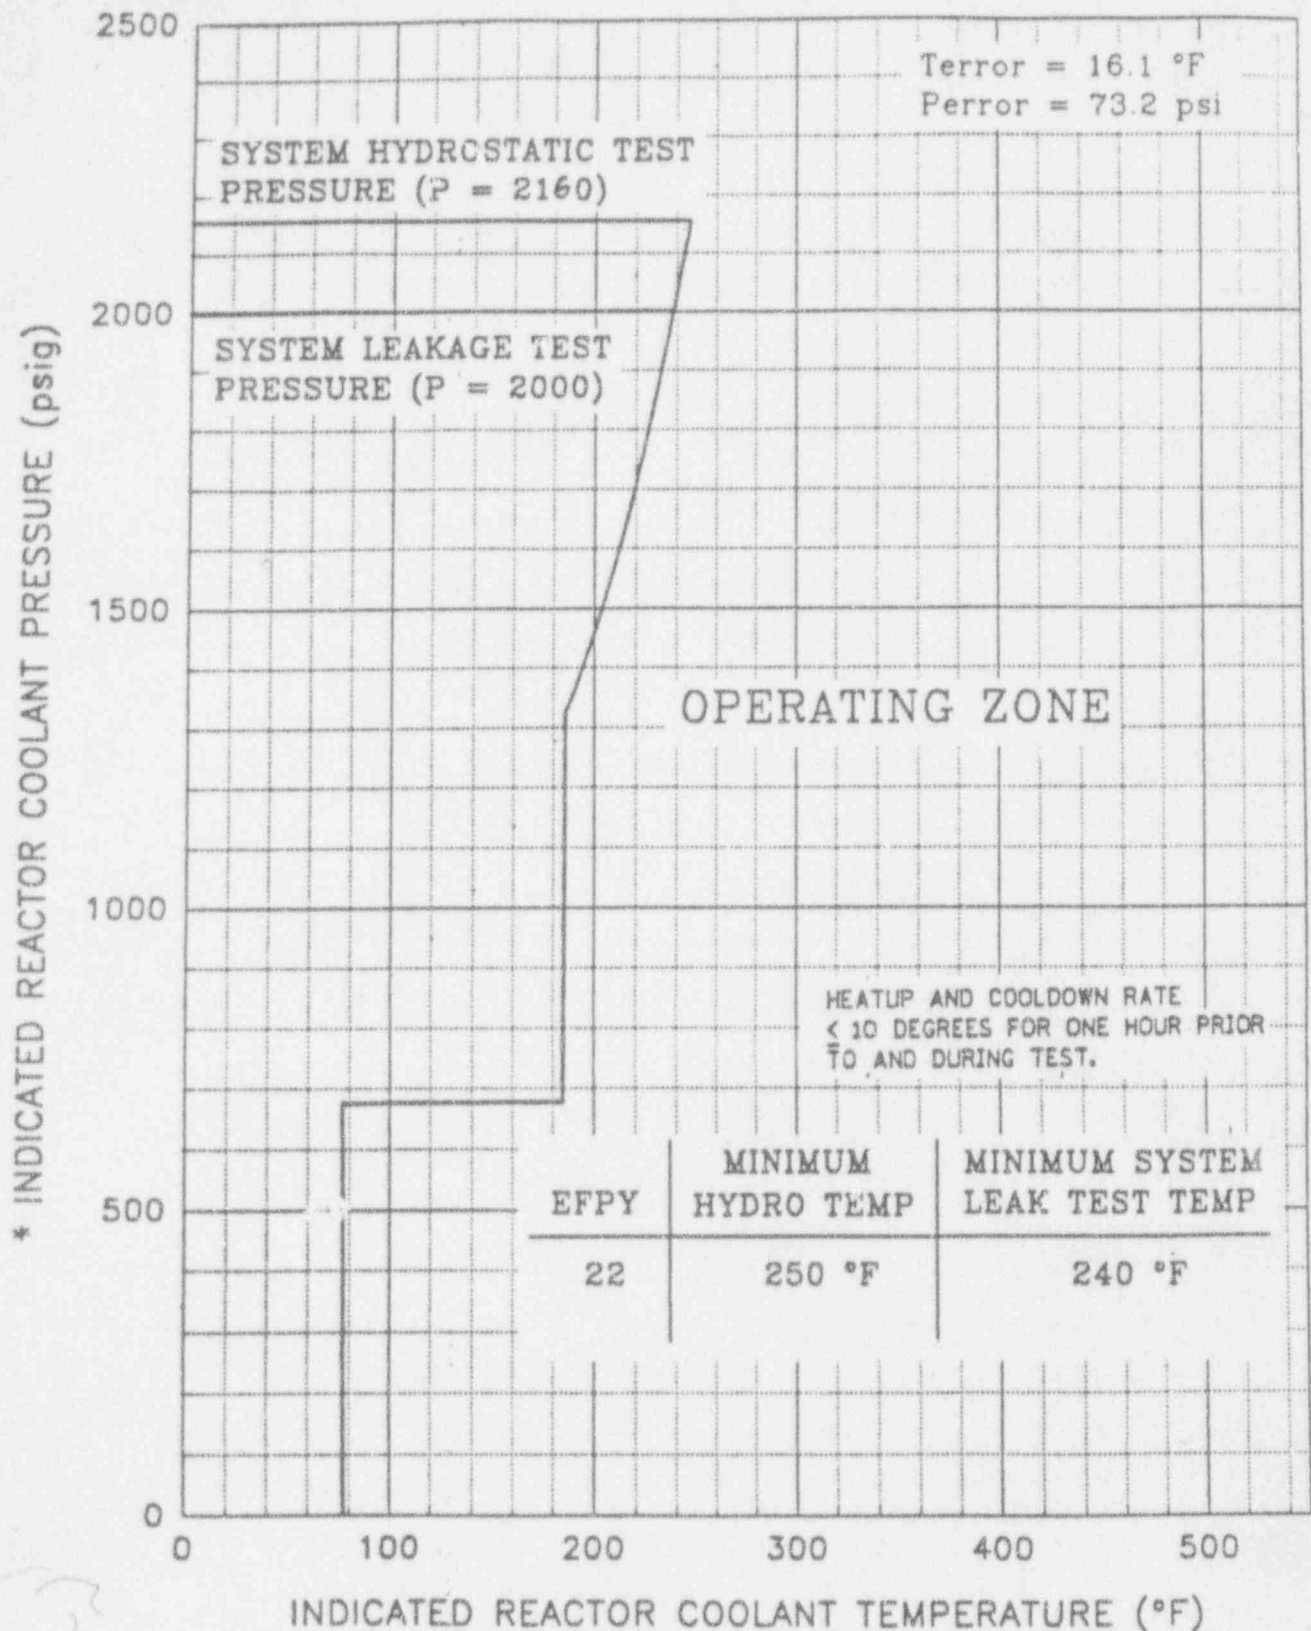 2500
Terror = 16.1 °F
Perror = 73.2 psi
SYSTEM HYDROSTATIC TEST
PRESSURE (P = 2160)
2000
SYSTEM LEAKAGE TEST
PRESSURE (P = 2000)
* INDICATED REACTOR COOLANT PRESSURE (psig)
1500
OPERATING ZONE
1000
HEATUP AND COOLDOWN RATE
≤ 10 DEGREES FOR ONE HOUR PRIOR
TO AND DURING TEST.
500
EFPY
MINIMUM
HYDRO TEMP
MINIMUM SYSTEM
LEAK TEST TEMP
22
250 °F
240 °F
0
0 100 200 300 400 500
INDICATED REACTOR COOLANT TEMPERATURE (°F)